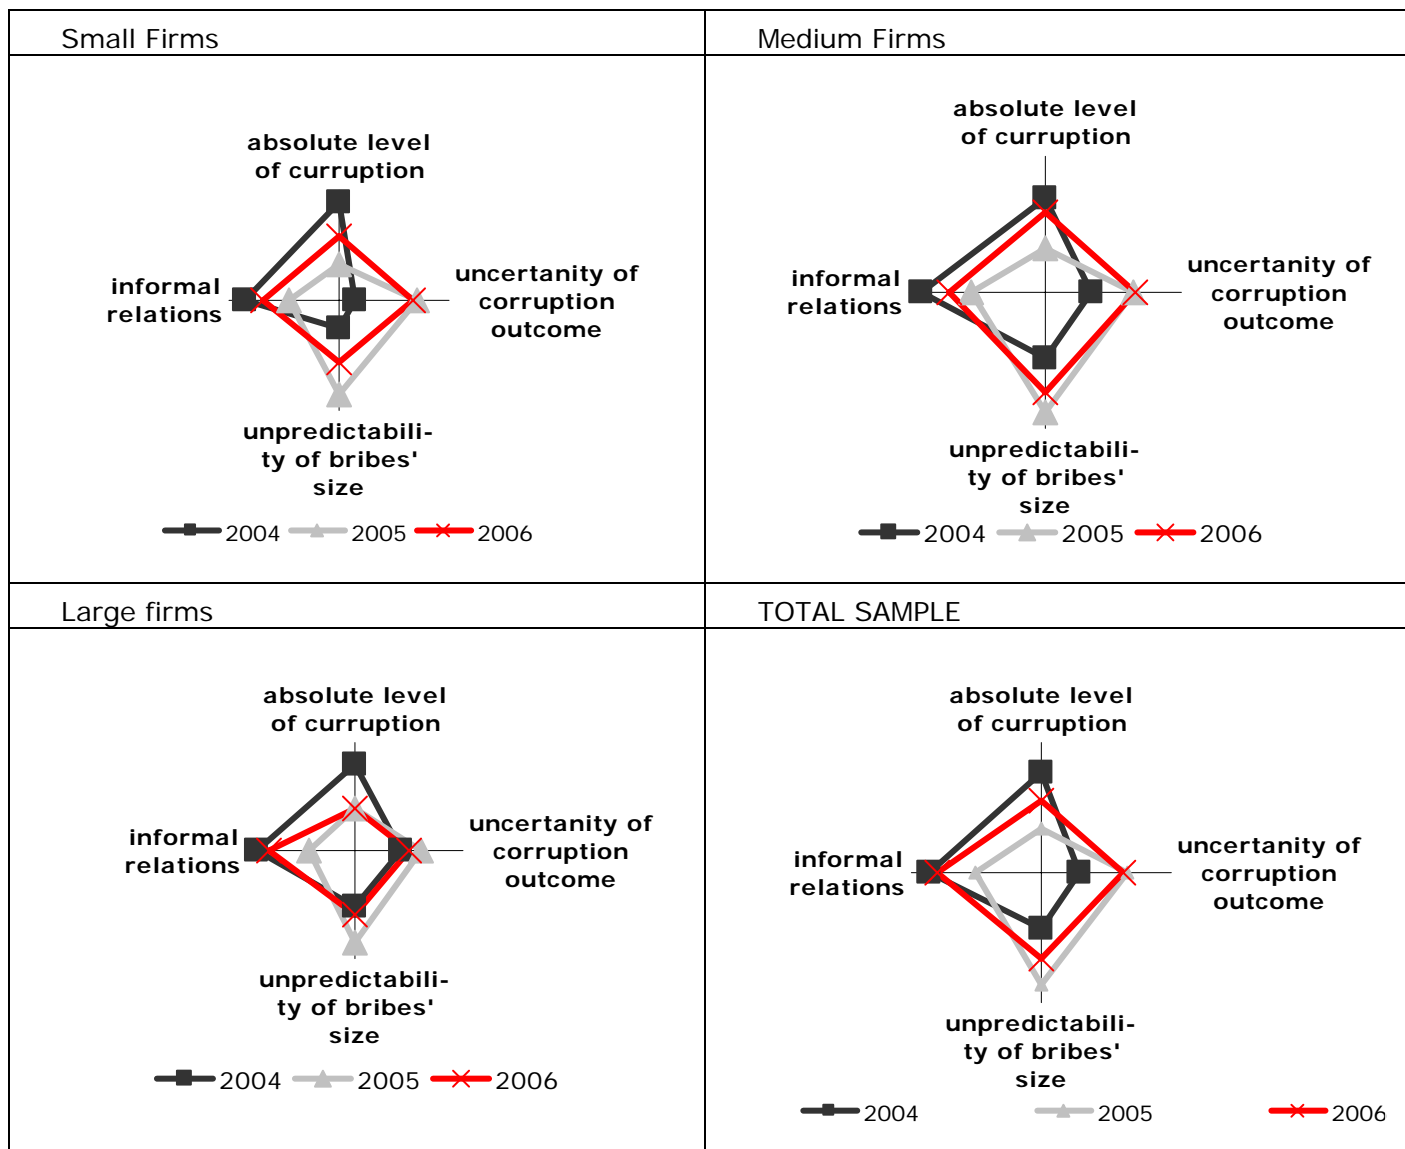 Small Firms
absolute level
of curruption
informal
relations
uncertanity of
corruption
outcome
unpredictabili-
ty of bribes'
size
2004 2005 2006
Medium Firms
absolute level
of curruption
informal
relations
uncertanity of
corruption
outcome
unpredictabili-
ty of bribes'
size
2004 2005 2006
Large firms
absolute level
of curruption
informal
relations
uncertanity of
corruption
outcome
unpredictabili-
ty of bribes'
size
2004 2005 2006
TOTAL SAMPLE
absolute level
of curruption
informal
relations
uncertanity of
corruption
outcome
unpredictabili-
ty of bribes'
size
2004 2005 2006